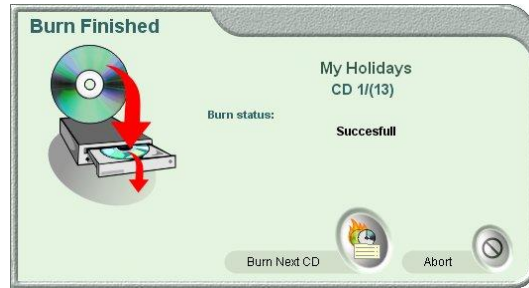 Burn Finished
My Holidays
CD 1/(13)
Burn status:
Succesfull
Burn Next CD
Abort